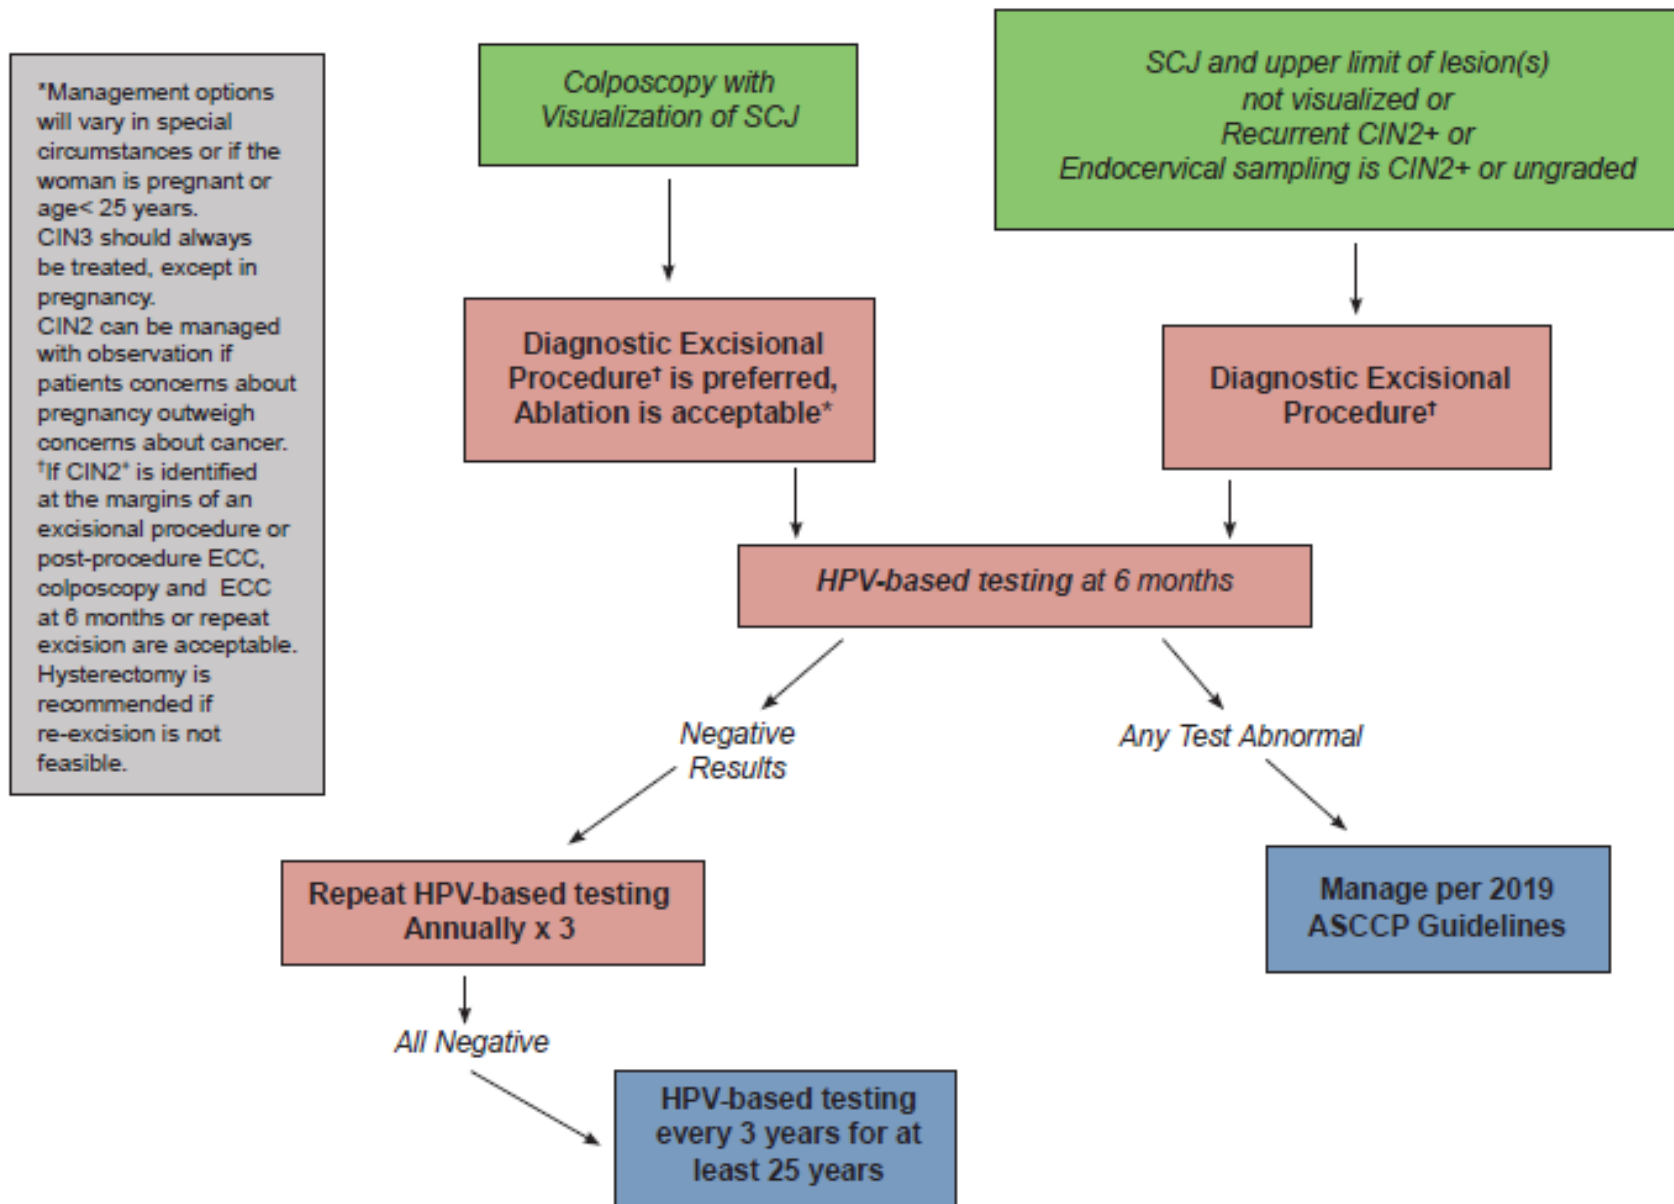 *Management options
will vary in special
circumstances or if the
woman is pregnant or
age< 25 years.
CIN3 should always
be treated, except in
pregnancy.
CIN2 can be managed
with observation if
patients concerns about
pregnancy outweigh
concerns about cancer.
†If CIN2⁺ is identified
at the margins of an
excisional procedure or
post-procedure ECC,
colposcopy and ECC
at 6 months or repeat
excision are acceptable.
Hysterectomy is
recommended if
re-excision is not
feasible.
Colposcopy with
Visualization of SCJ
SCJ and upper limit of lesion(s)
not visualized or
Recurrent CIN2+ or
Endocervical sampling is CIN2+ or ungraded
Diagnostic Excisional
Procedure† is preferred,
Ablation is acceptable*
Diagnostic Excisional
Procedure†
HPV-based testing at 6 months
Negative
Results
Any Test Abnormal
Repeat HPV-based testing
Annually x 3
Manage per 2019
ASCCP Guidelines
All Negative
HPV-based testing
every 3 years for at
least 25 years